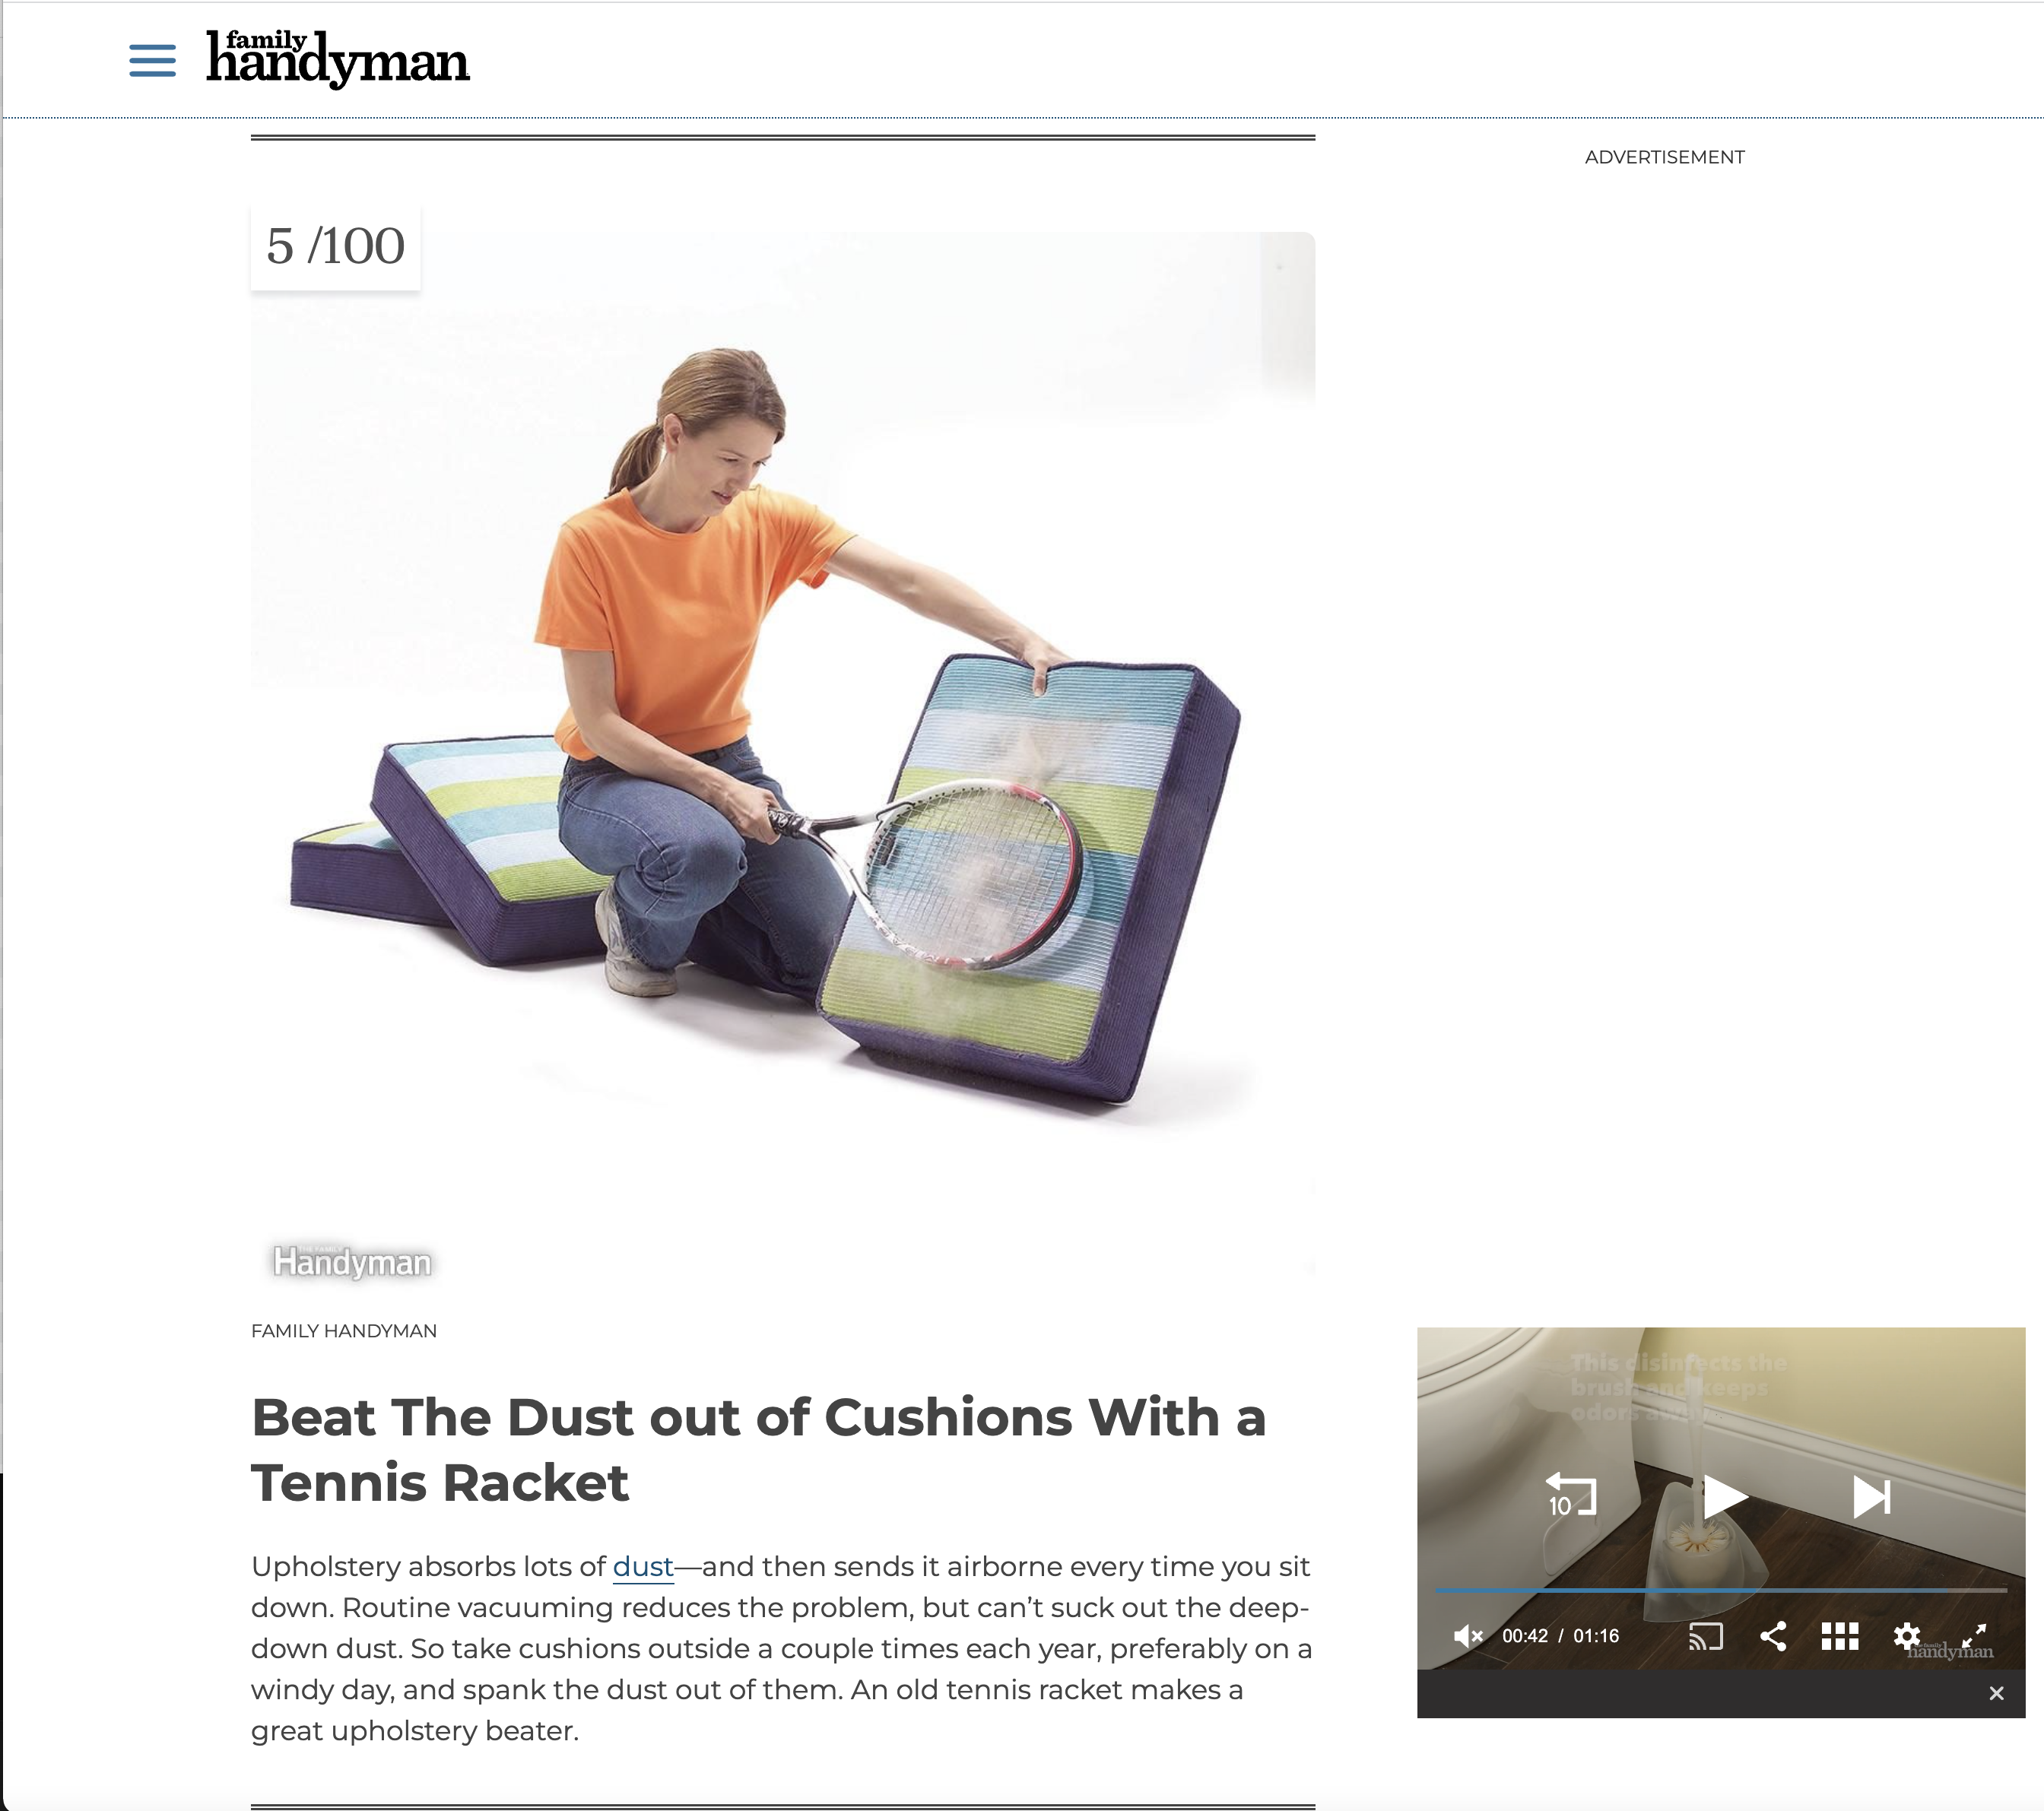 family
handyman
ADVERTISEMENT
5 /100
THE FAMILY
Handyman
FAMILY HANDYMAN
Beat The Dust out of Cushions With a
Tennis Racket
Upholstery absorbs lots of dust—and then sends it airborne every time you sit
down. Routine vacuuming reduces the problem, but can’t suck out the deep-
down dust. So take cushions outside a couple times each year, preferably on a
windy day, and spank the dust out of them. An old tennis racket makes a
great upholstery beater.
This disinfects the
brush and keeps
odors away.
10
00:42 / 01:16
family
handyman